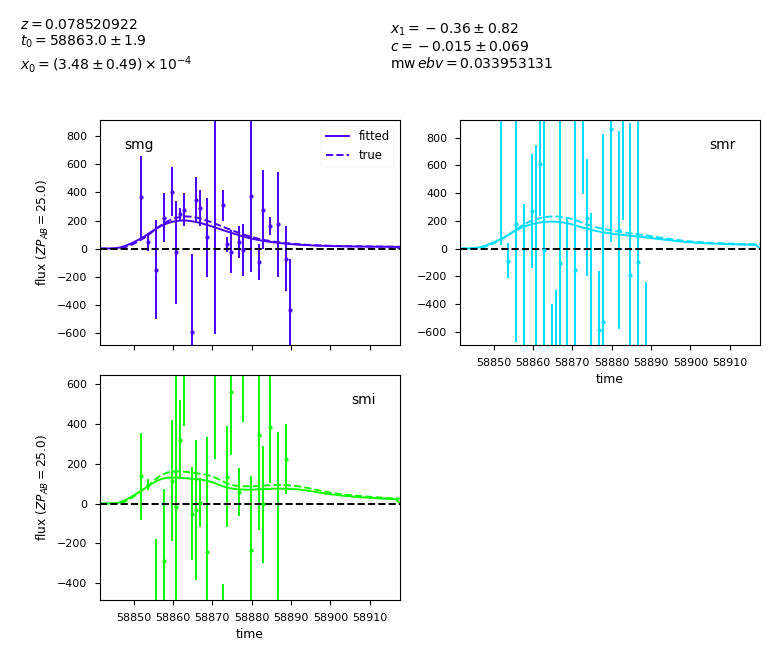 z = 0.078520922
t₀ = 58863.0 ± 1.9
x₀ = (3.48 ± 0.49) × 10⁻⁴
x₁ = −0.36 ± 0.82
c = −0.015 ± 0.069
mw ebv = 0.033953131
smg
fitted
true
800
600
400
200
0
−200
−400
−600
flux (ZP_AB = 25.0)
smr
800
600
400
200
0
−200
−400
−600
58850 58860 58870 58880 58890 58900 58910
time
smi
600
400
200
0
−200
−400
flux (ZP_AB = 25.0)
58850 58860 58870 58880 58890 58900 58910
time